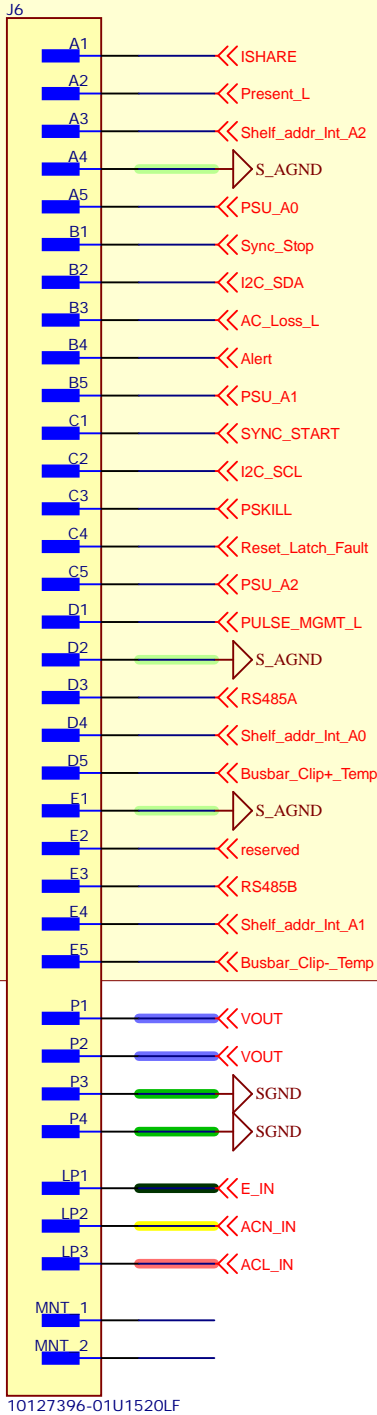 J6
A1 ISHARE
A2 Present_L
A3 Shelf_addr_Int_A2
A4 S_AGND
A5 PSU_A0
B1 Sync_Stop
B2 I2C_SDA
B3 AC_Loss_L
B4 Alert
B5 PSU_A1
C1 SYNC_START
C2 I2C_SCL
C3 PSKILL
C4 Reset_Latch_Fault
C5 PSU_A2
D1 PULSE_MGMT_L
D2 S_AGND
D3 RS485A
D4 Shelf_addr_Int_A0
D5 Busbar_Clip+_Temp
E1 S_AGND
E2 reserved
E3 RS485B
E4 Shelf_addr_Int_A1
E5 Busbar_Clip-_Temp
P1 VOUT
P2 VOUT
P3 SGND
P4 SGND
LP1 E_IN
LP2 ACN_IN
LP3 ACL_IN
MNT_1
MNT_2
10127396-01U1520LF